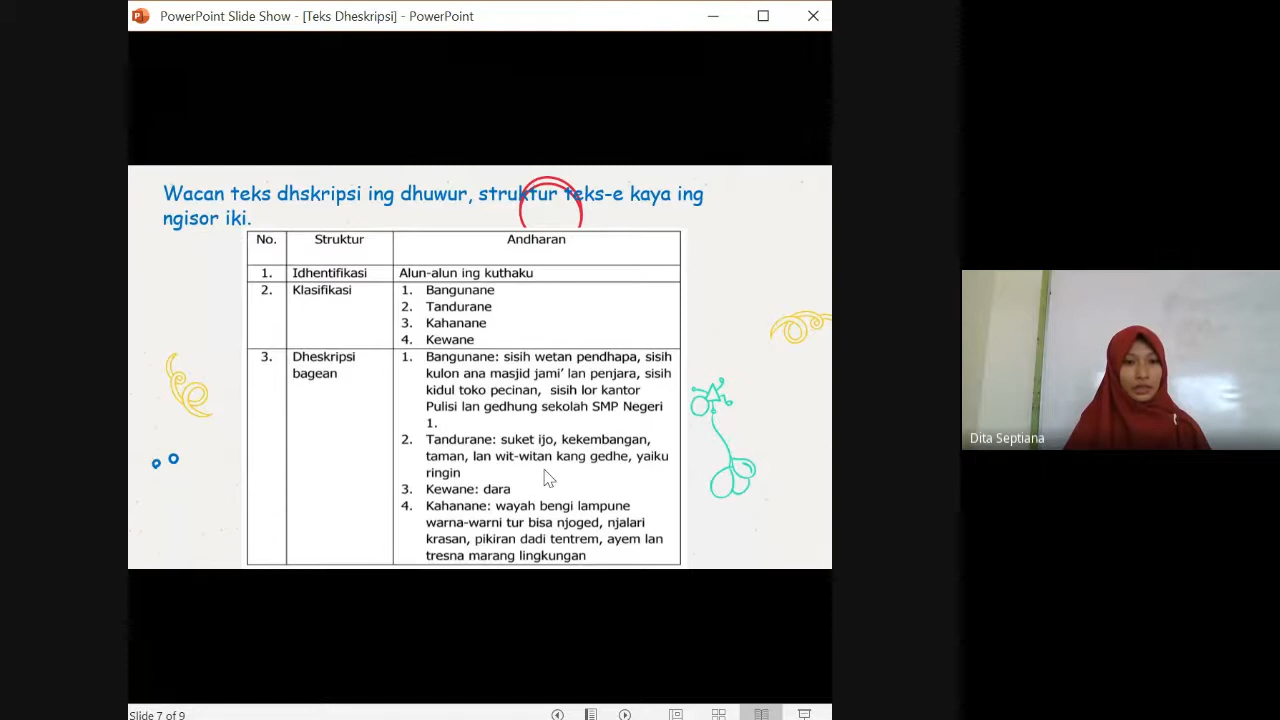 PowerPoint Slide Show - [Teks Dheskripsi] - PowerPoint
Wacan teks dhskripsi ing dhuwur, struktur teks-e kaya ing
ngisor iki.
No. Struktur Andharan
1. Idhentifikasi Alun-alun ing kuthaku
2. Klasifikasi 1. Bangunane
2. Tandurane
3. Kahanane
4. Kewane
3. Dheskripsi 1. Bangunane: sisih wetan pendhapa, sisih
bagean kulon ana masjid jami’ lan penjara, sisih
kidul toko pecinan, sisih lor kantor
Pulisi lan gedhung sekolah SMP Negeri
1.
2. Tandurane: suket ijo, kekembangan,
taman, lan wit-witan kang gedhe, yaiku
ringin
3. Kewane: dara
4. Kahanane: wayah bengi lampune
warna-warni tur bisa njoged, njalari
krasan, pikiran dadi tentrem, ayem lan
tresna marang lingkungan
Dita Septiana
Slide 7 of 9